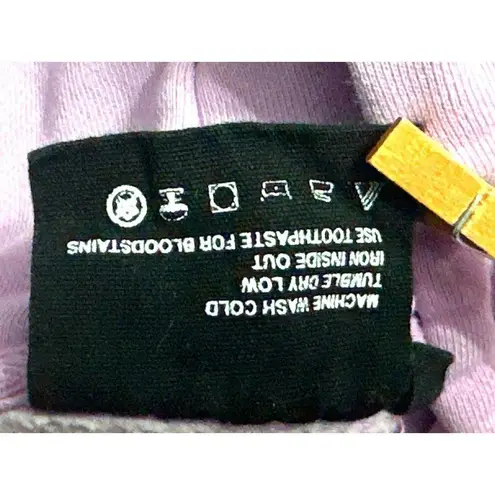 MACHINE WASH COLD
TUMBLE DRY LOW
IRON INSIDE OUT
USE TOOTHPASTE FOR BLOODSTAINS